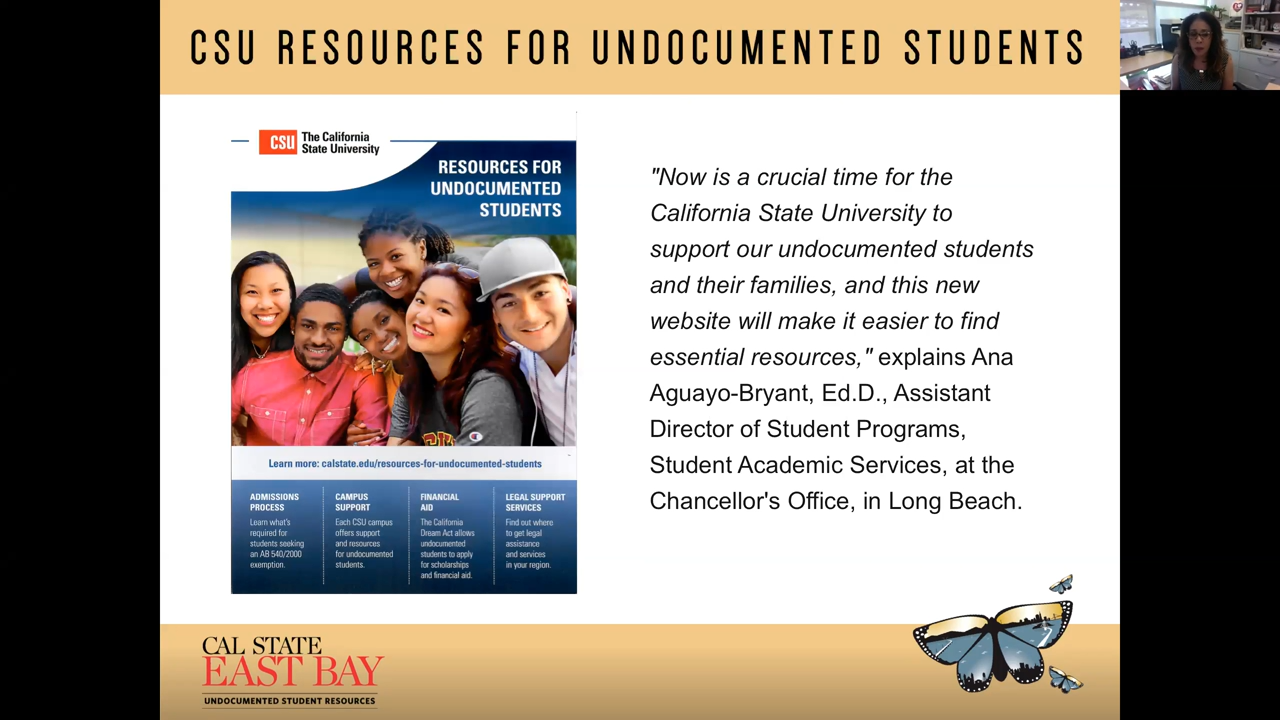 CSU RESOURCES FOR UNDOCUMENTED STUDENTS
CSU The California
State University
RESOURCES FOR
UNDOCUMENTED
STUDENTS
Learn more: calstate.edu/resources-for-undocumented-students
ADMISSIONS
PROCESS
Learn what's
required for
students seeking
an AB 540/2000
exemption.
CAMPUS
SUPPORT
Each CSU campus
offers support
and resources
for undocumented
students.
FINANCIAL
AID
The California
Dream Act allows
undocumented
students to apply
for scholarships
and financial aid.
LEGAL SUPPORT
SERVICES
Find out where
to get legal
assistance
and services
in your region.
"Now is a crucial time for the
California State University to
support our undocumented students
and their families, and this new
website will make it easier to find
essential resources," explains Ana
Aguayo-Bryant, Ed.D., Assistant
Director of Student Programs,
Student Academic Services, at the
Chancellor's Office, in Long Beach.
CAL STATE
EAST BAY
UNDOCUMENTED STUDENT RESOURCES